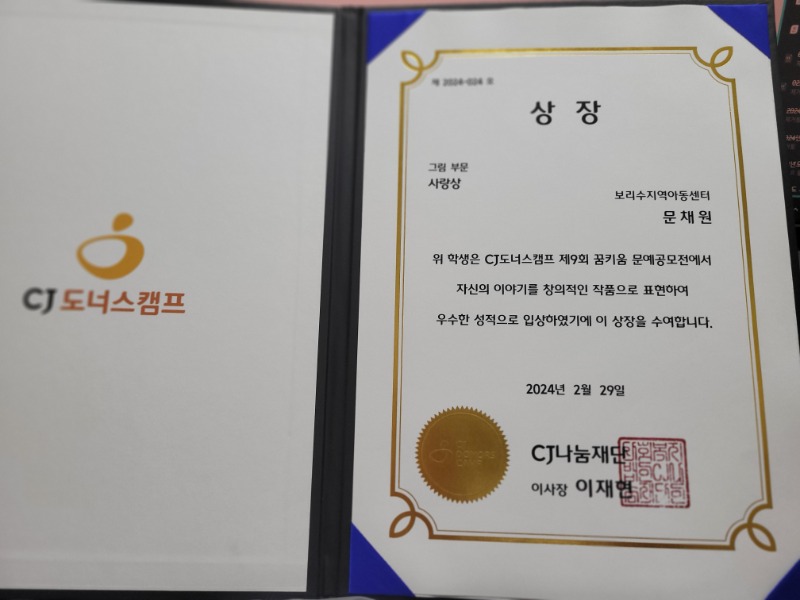 CJ 도너스캠프
제 2024-024 호
상 장
그림 부문
사랑상
보리수지역아동센터
문채원
위 학생은 CJ도너스캠프 제9회 꿈키움 문예공모전에서
자신의 이야기를 창의적인 작품으로 표현하여
우수한 성적으로 입상하였기에 이 상장을 수여합니다.
2024년 2월 29일
CJ나눔재단
이사장 이재현